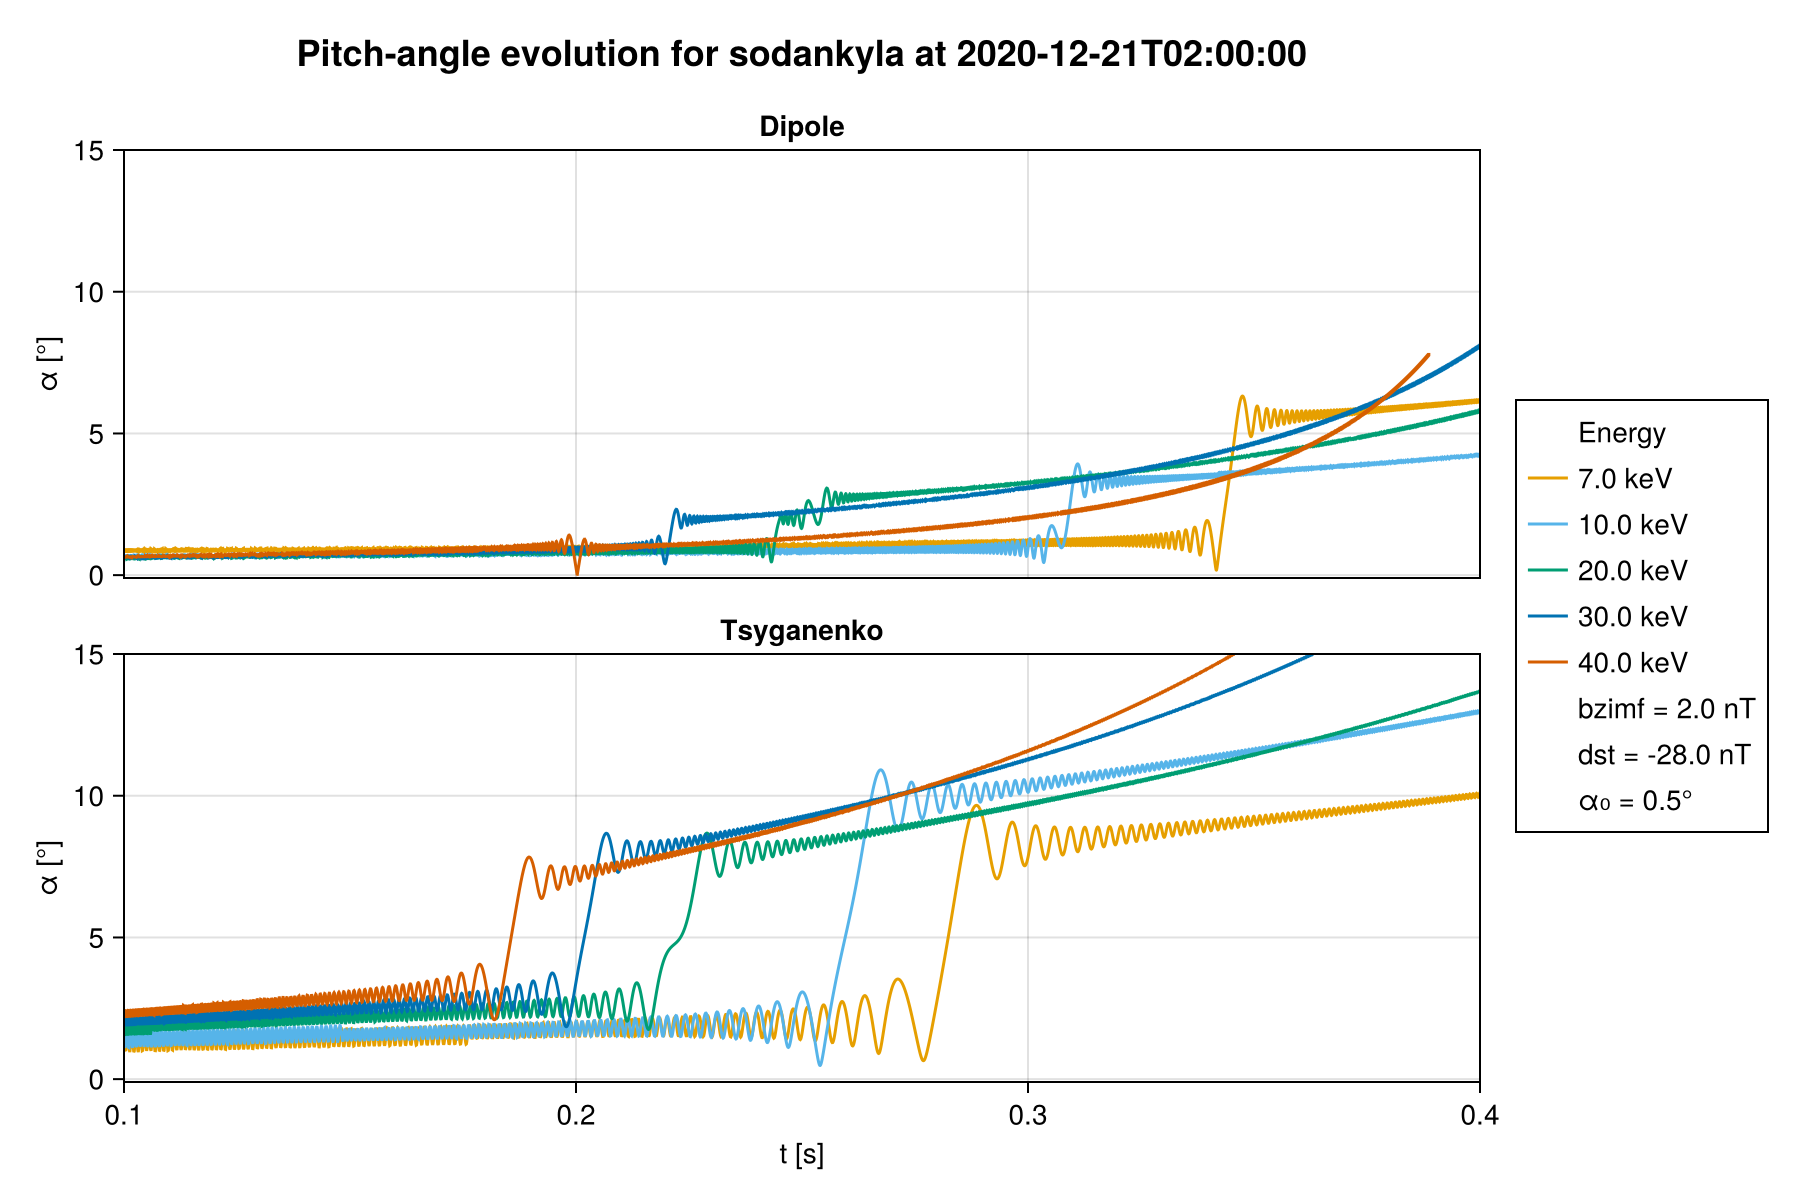 Pitch-angle evolution for sodankyla at 2020-12-21T02:00:00
Dipole
15
10
5
0
α [°]
Tsyganenko
15
10
5
0
α [°]
0.1 0.2 0.3 0.4
t [s]
Energy
7.0 keV
10.0 keV
20.0 keV
30.0 keV
40.0 keV
bzimf = 2.0 nT
dst = -28.0 nT
α₀ = 0.5°